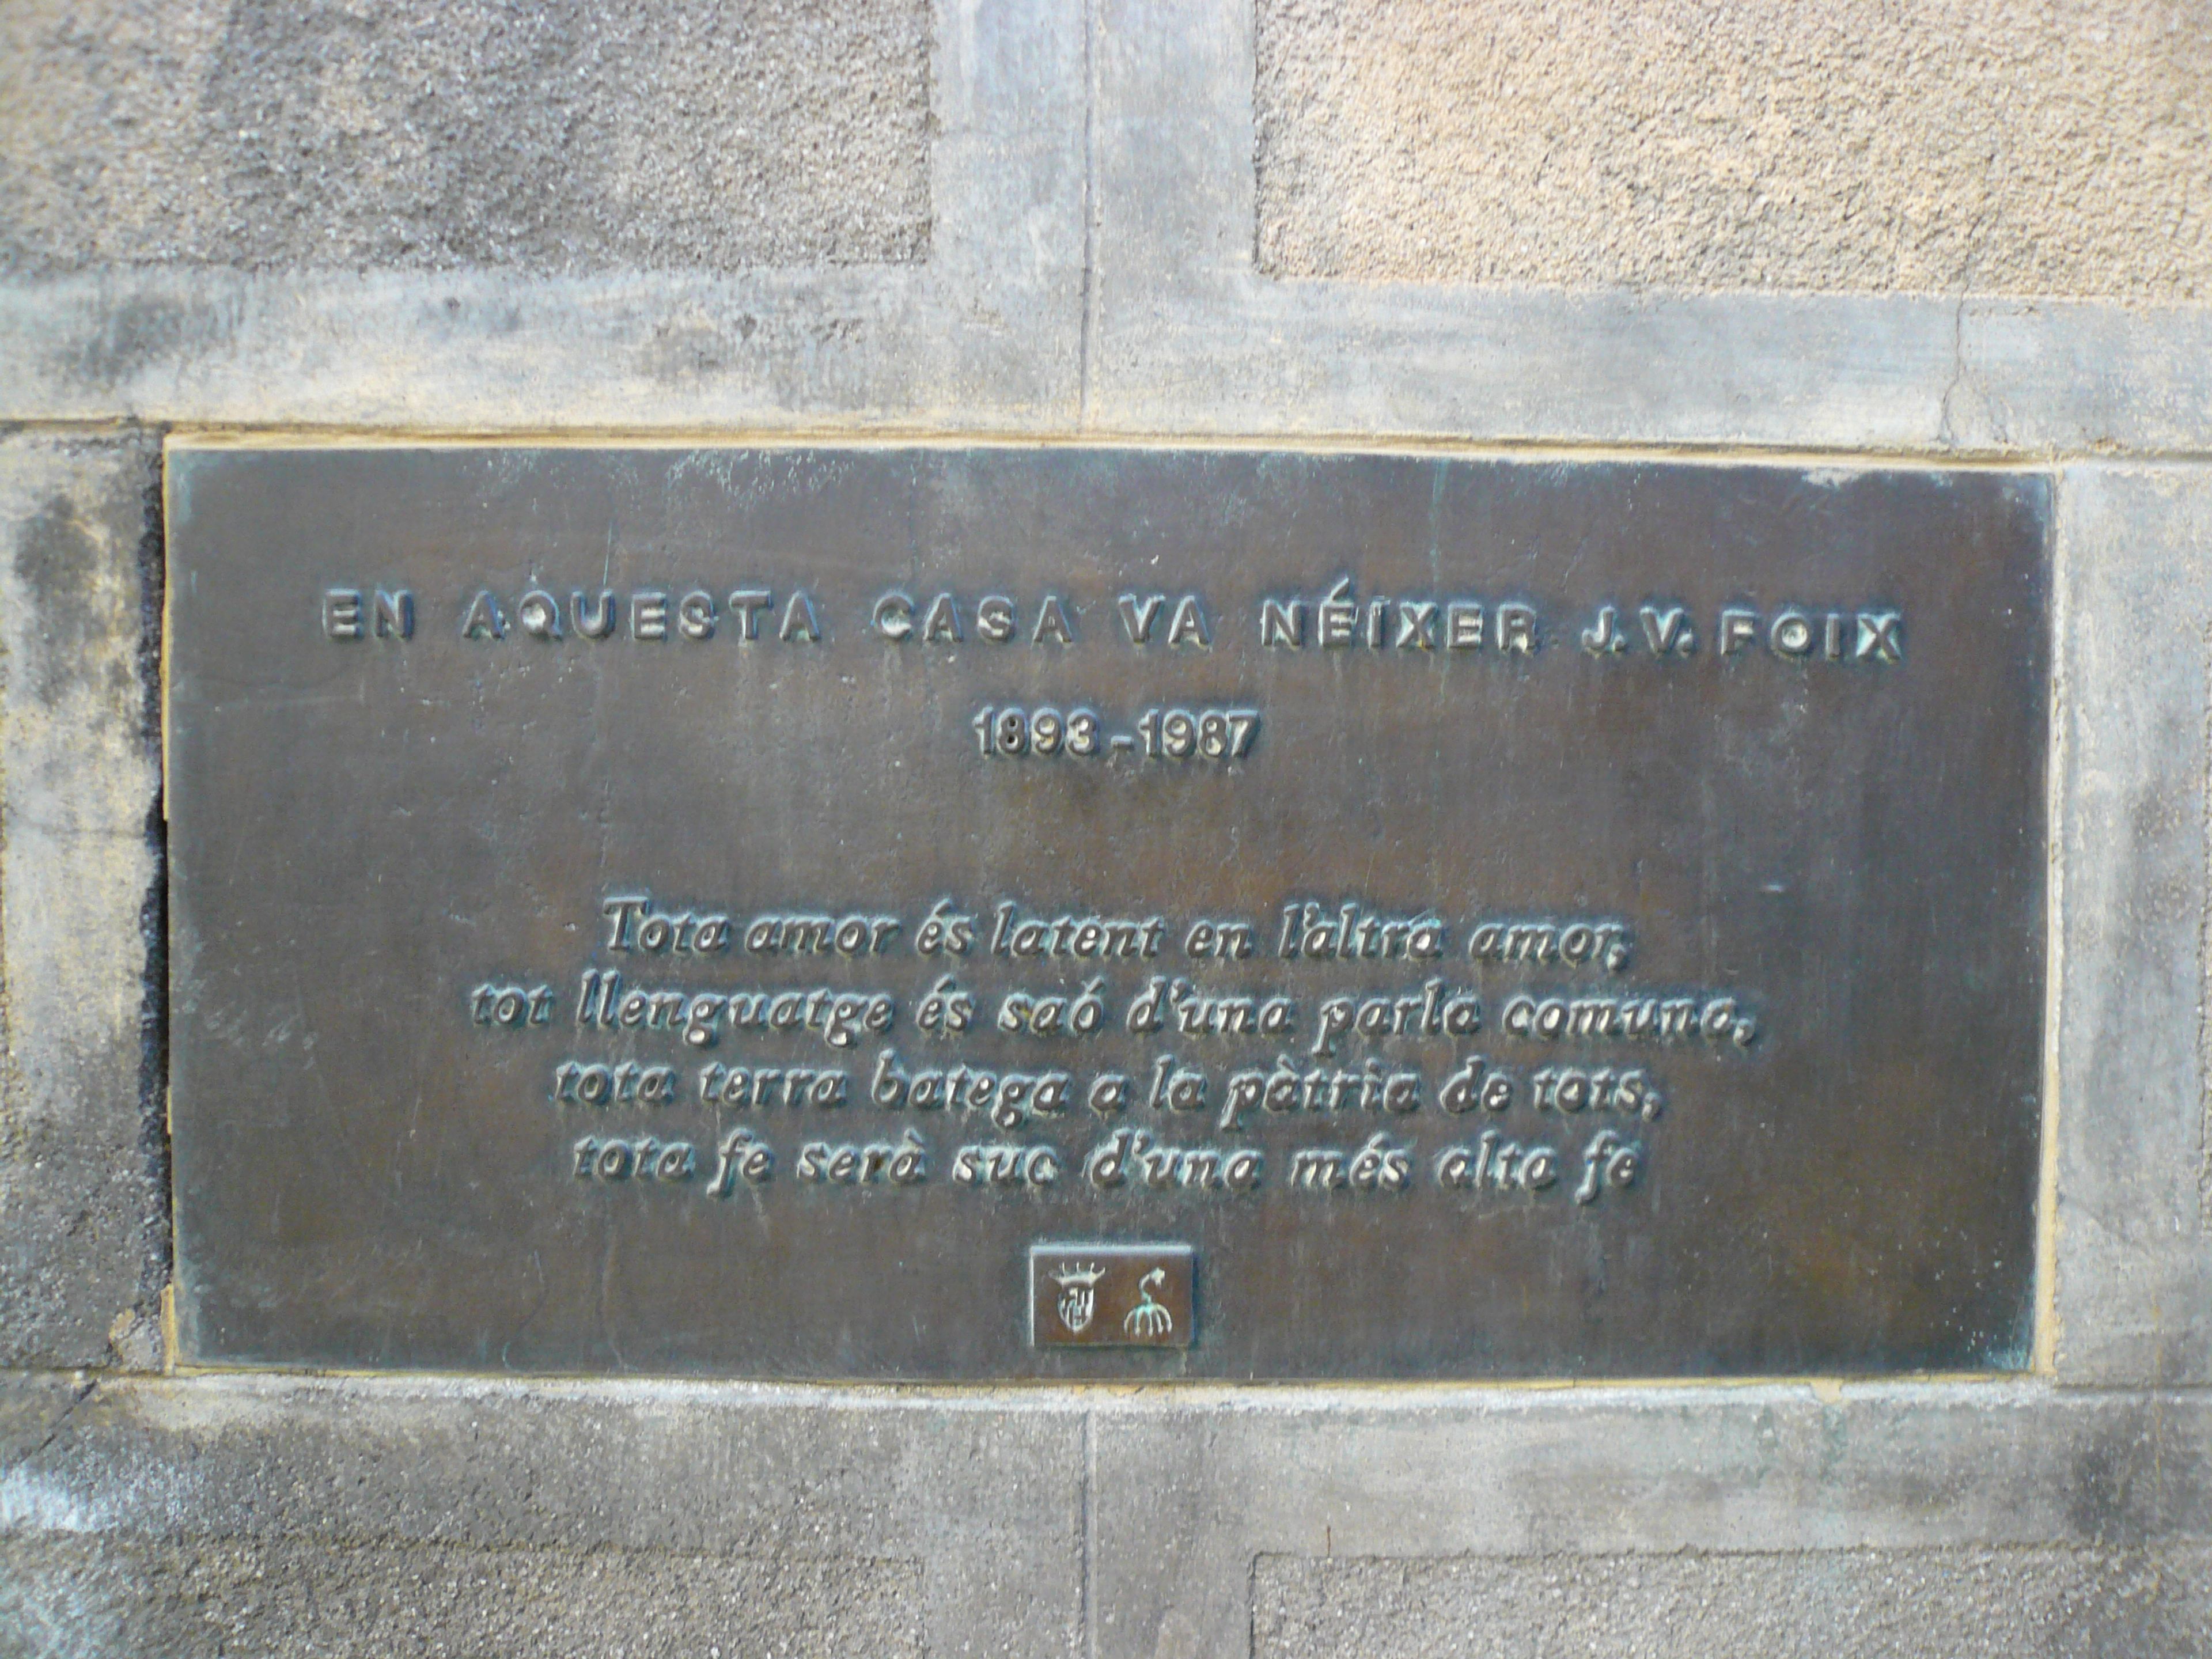 EN AQUESTA CASA VA NÉIXER J.V. FOIX
1893-1987
Tota amor és latent en l'altra amor,
tot llenguatge és saó d'una parla comuna,
tota terra batega a la pàtria de tots,
tota fe serà suc d'una més alta fe